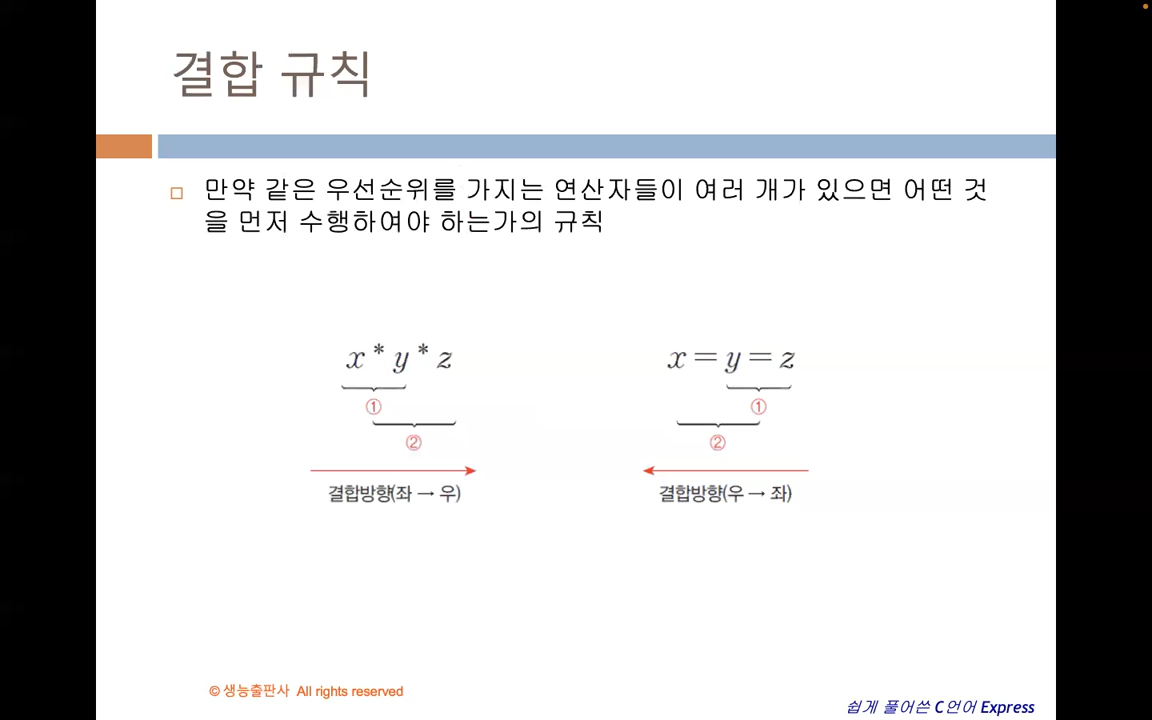 결합 규칙
만약 같은 우선순위를 가지는 연산자들이 여러 개가 있으면 어떤 것
을 먼저 수행하여야 하는가의 규칙
x * y * z
①
②
결합방향(좌 → 우)
x = y = z
①
②
결합방향(우 → 좌)
© 생능출판사 All rights reserved
쉽게 풀어쓴 C언어 Express